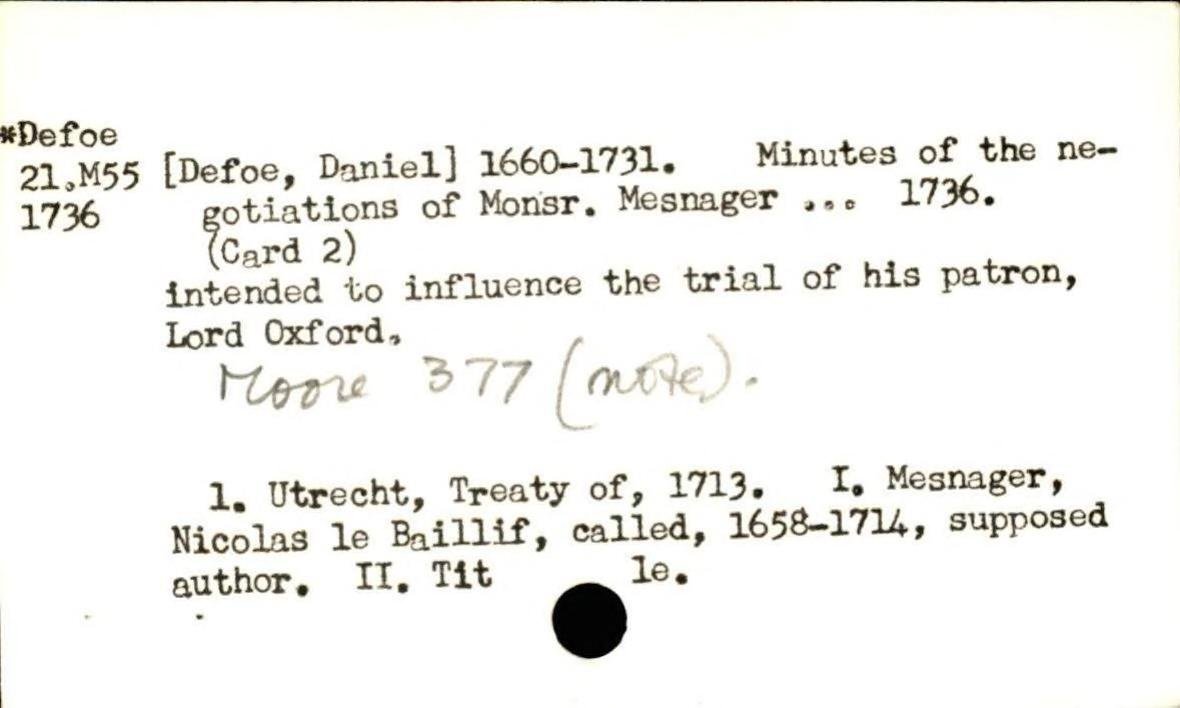 *Defoe
21.M55 [Defoe, Daniel] 1660-1731. Minutes of the ne-
1736 gotiations of Monsr. Mesnager ... 1736.
(Card 2)
intended to influence the trial of his patron,
Lord Oxford.
Moore 377 (note).
1. Utrecht, Treaty of, 1713. I. Mesnager,
Nicolas le Baillif, called, 1658-1714, supposed
author. II. Tit le.